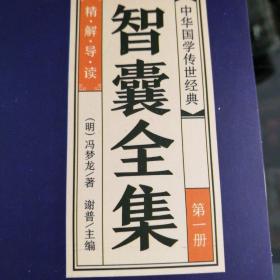 中华国学传世经典
精·解·导·读
智囊全集
(明)冯梦龙/著
谢普/主编
第一册